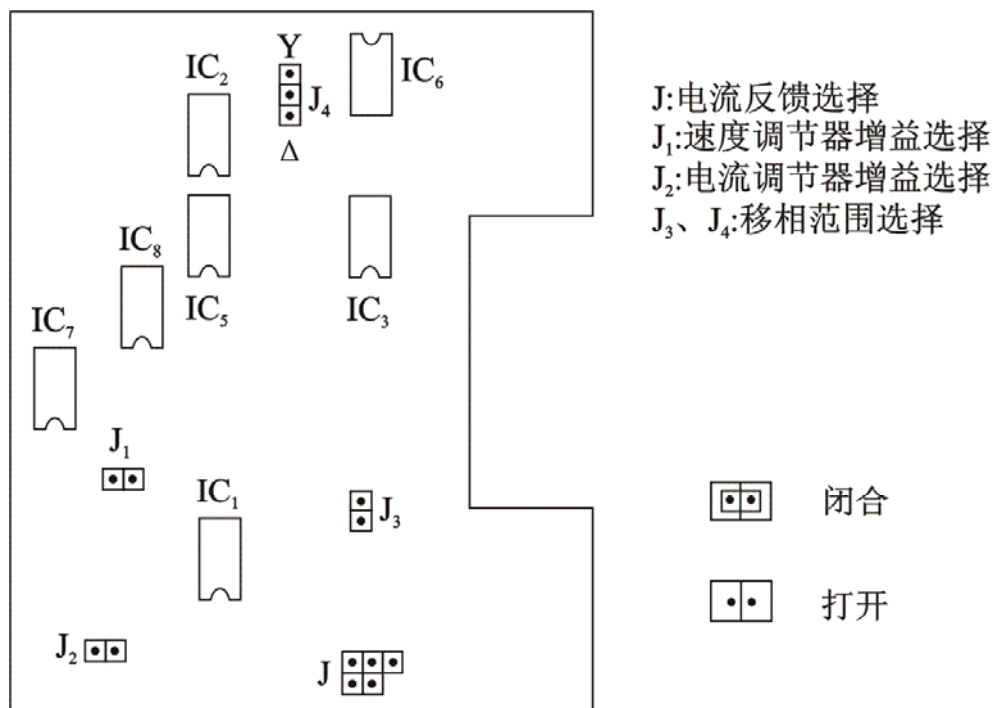 Y
IC₂
IC₆
J₄
Δ
J:电流反馈选择
J₁:速度调节器增益选择
J₂:电流调节器增益选择
J₃、J₄:移相范围选择
IC₈
IC₅
IC₃
IC₇
J₁
IC₁
J₃
闭合
打开
J₂
J